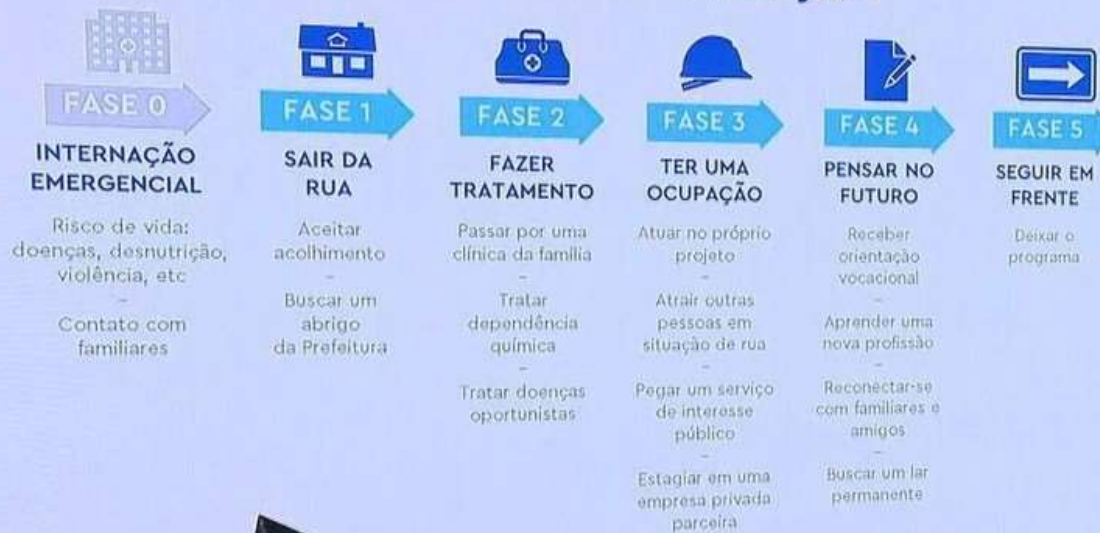 FASE 0
INTERNAÇÃO
EMERGENCIAL
Risco de vida:
doenças, desnutrição,
violência, etc
–
Contato com
familiares
FASE 1
SAIR DA
RUA
Aceitar
acolhimento
–
Buscar um
abrigo
da Prefeitura
FASE 2
FAZER
TRATAMENTO
Passar por uma
clínica da família
–
Tratar
dependência
química
–
Tratar doenças
oportunistas
FASE 3
TER UMA
OCUPAÇÃO
Atuar no próprio
projeto
–
Atrair outras
pessoas em
situação de rua
–
Pegar um serviço
de interesse
público
–
Estagiar em uma
empresa privada
parceira
FASE 4
PENSAR NO
FUTURO
Receber
orientação
vocacional
–
Aprender uma
nova profissão
–
Reconectar-se
com familiares e
amigos
–
Buscar um lar
permanente
FASE 5
SEGUIR EM
FRENTE
Deixar o
programa